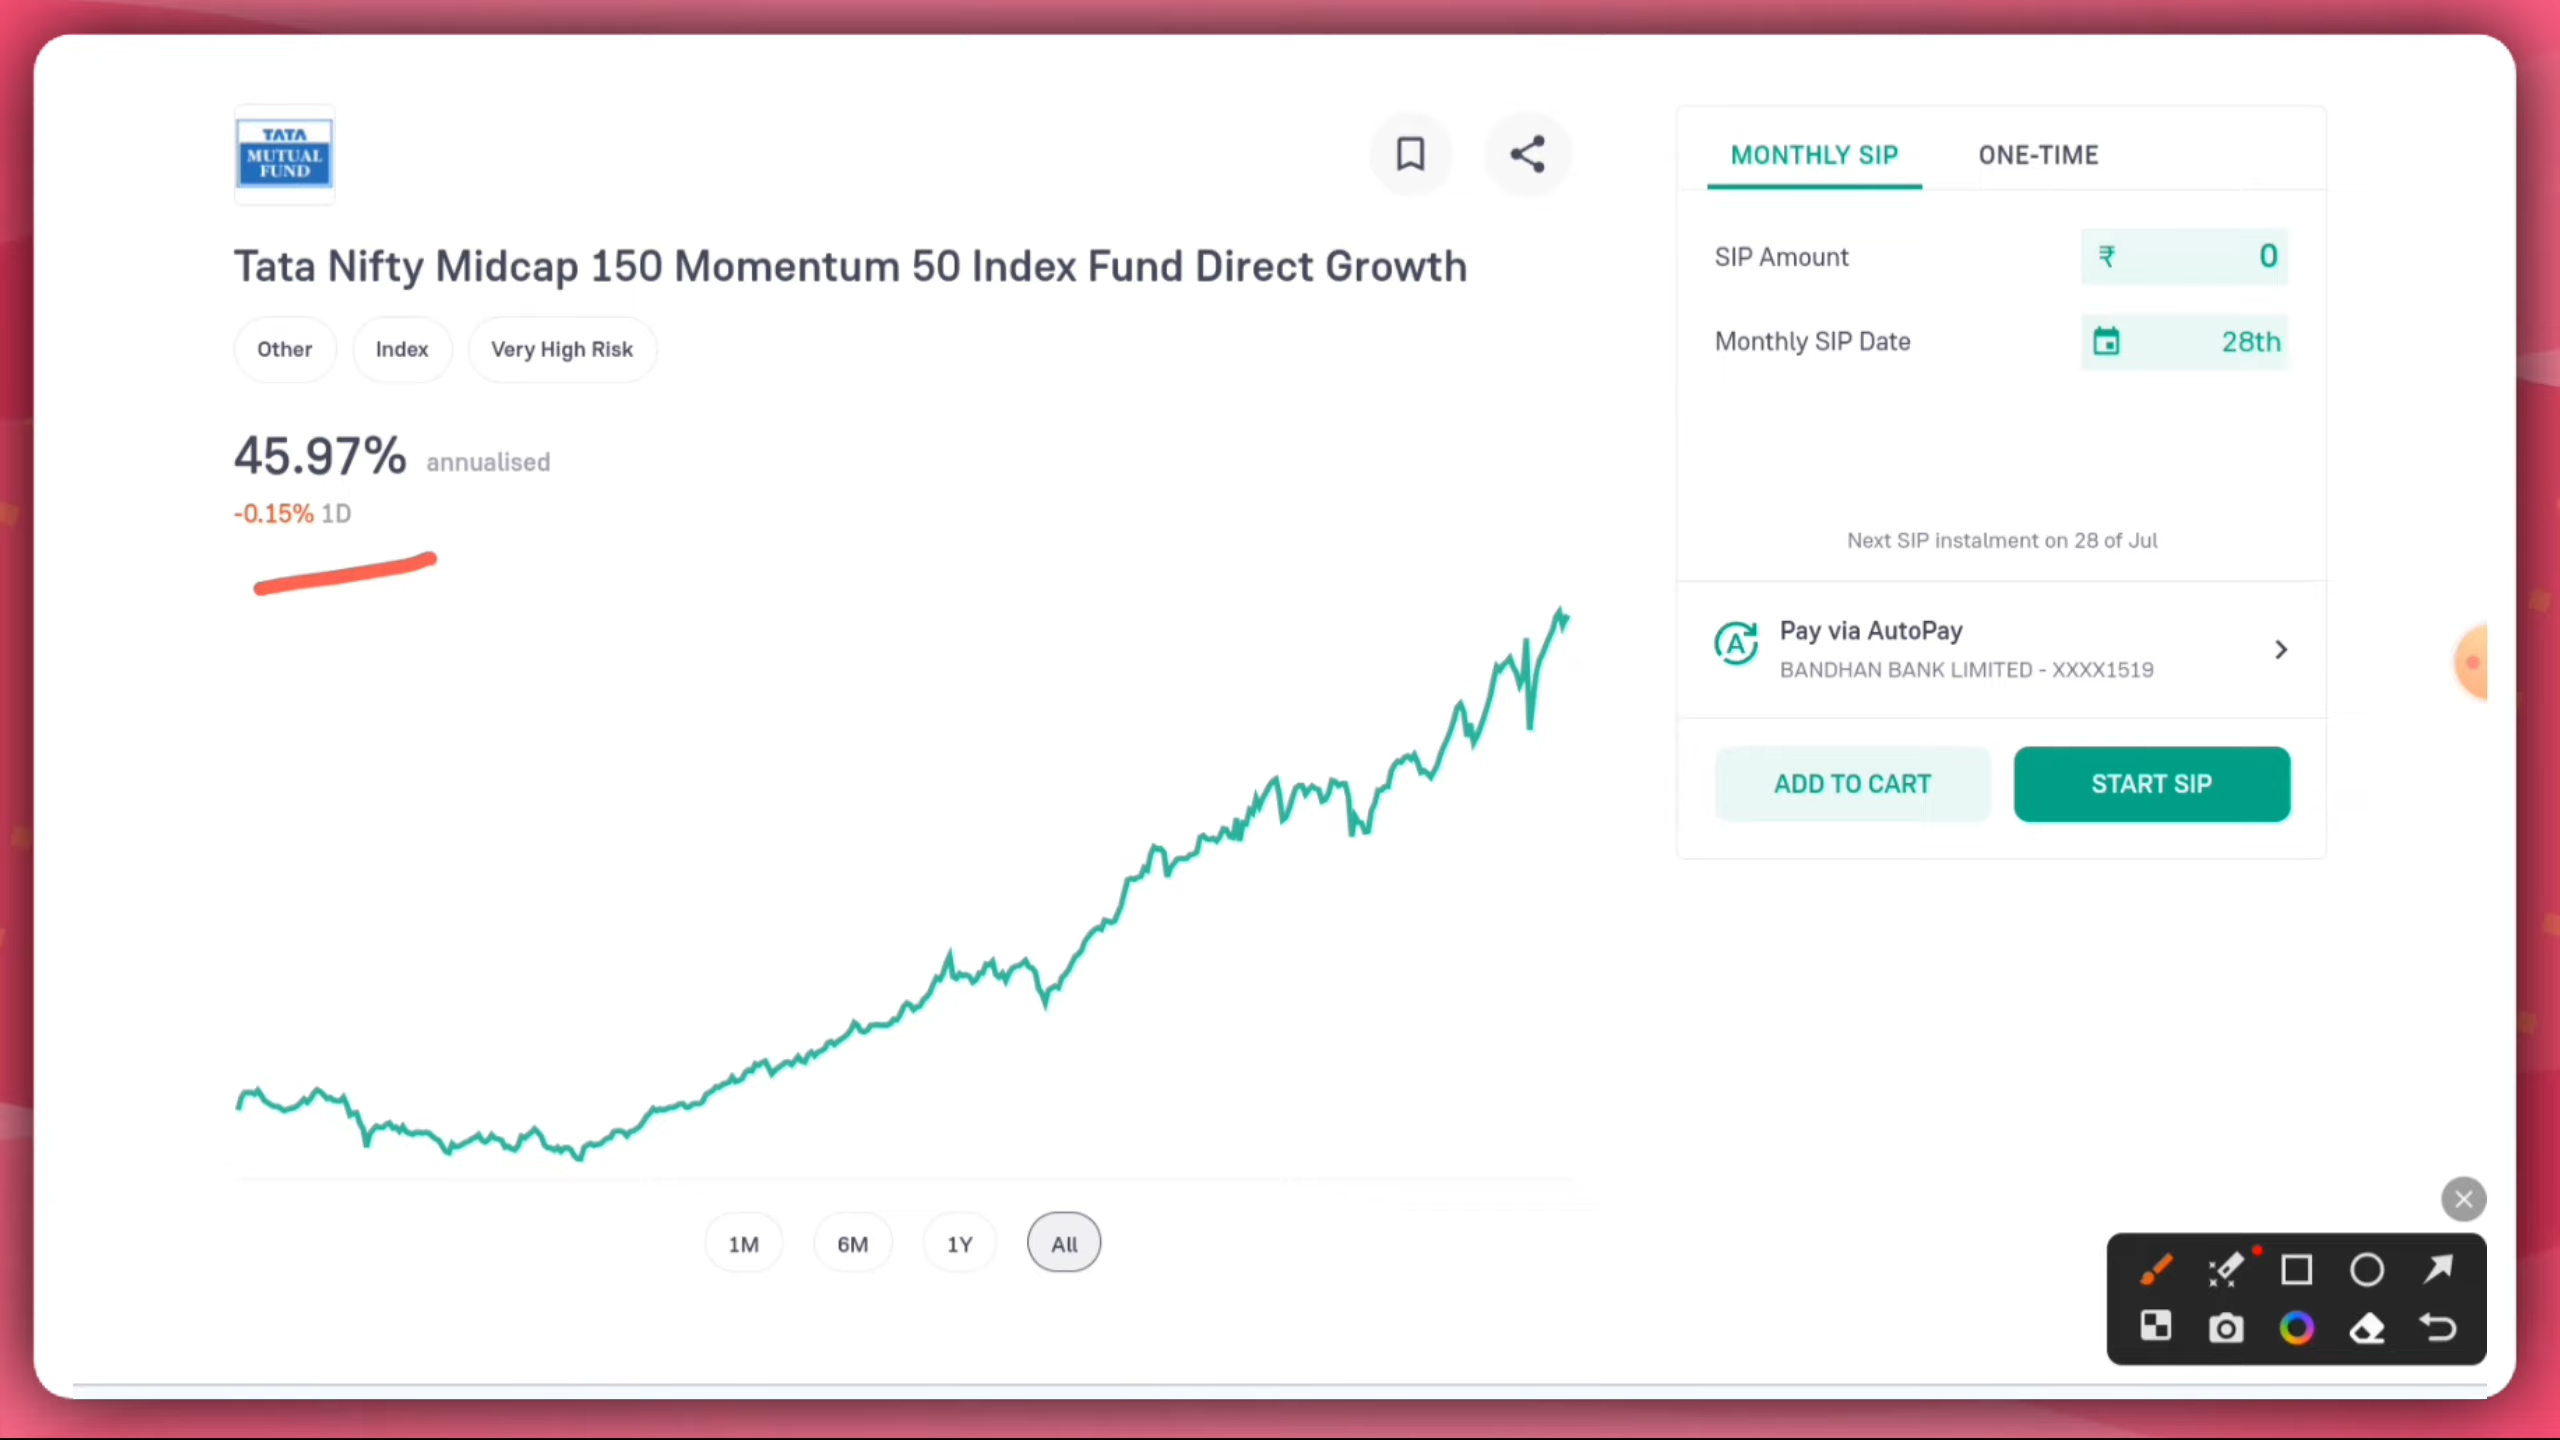 TATA
MUTUAL
FUND
Tata Nifty Midcap 150 Momentum 50 Index Fund Direct Growth
Other
Index
Very High Risk
45.97% annualised
-0.15% 1D
1M
6M
1Y
All
MONTHLY SIP
ONE-TIME
SIP Amount
₹ 0
Monthly SIP Date
28th
Next SIP instalment on 28 of Jul
Pay via AutoPay
BANDHAN BANK LIMITED - XXXX1519
ADD TO CART
START SIP